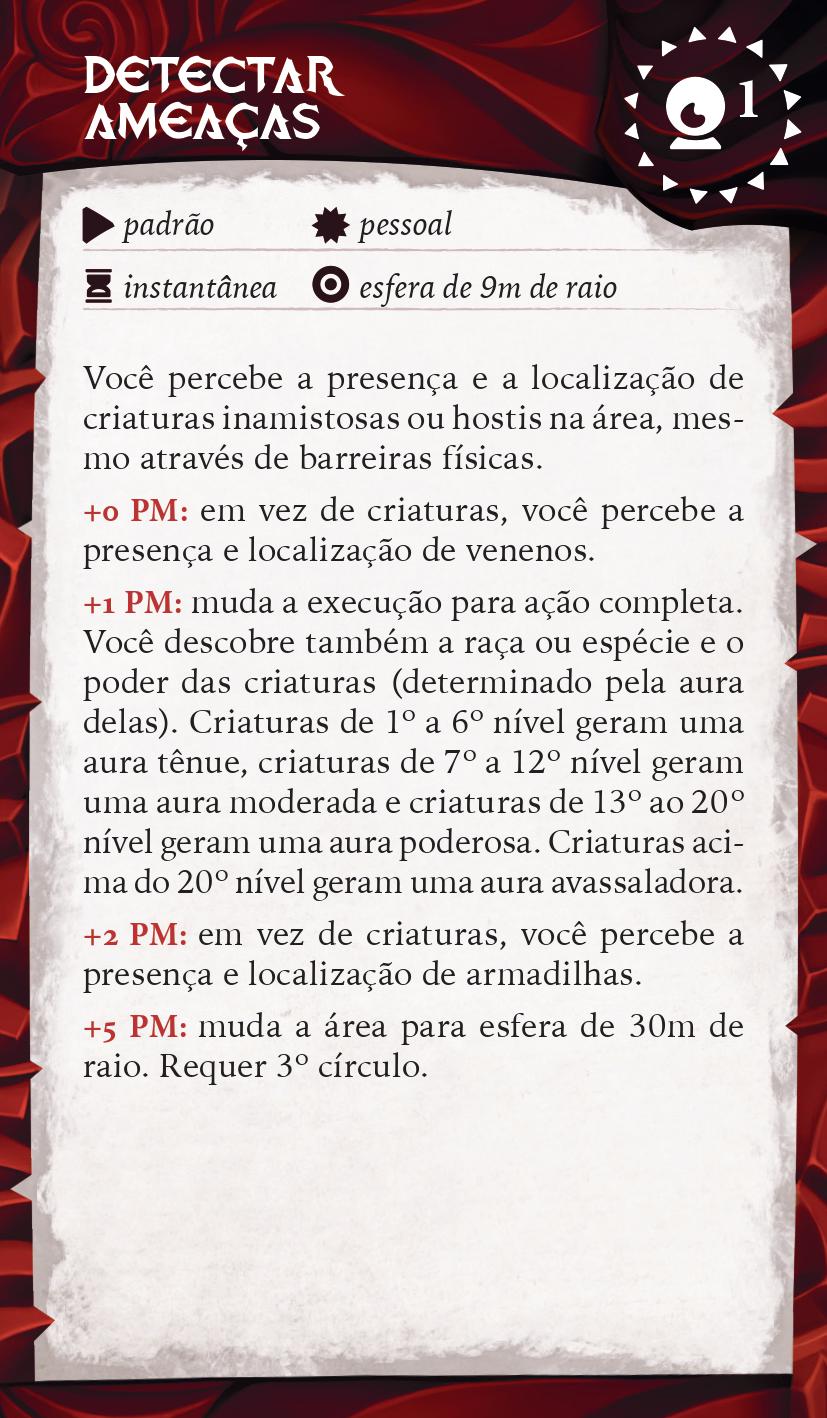 DETECTAR
AMEAÇAS
1
padrão pessoal
instantânea esfera de 9m de raio
Você percebe a presença e a localização de
criaturas inamistosas ou hostis na área, mes-
mo através de barreiras físicas.
+0 PM: em vez de criaturas, você percebe a
presença e localização de venenos.
+1 PM: muda a execução para ação completa.
Você descobre também a raça ou espécie e o
poder das criaturas (determinado pela aura
delas). Criaturas de 1º a 6º nível geram uma
aura tênue, criaturas de 7º a 12º nível geram
uma aura moderada e criaturas de 13º ao 20º
nível geram uma aura poderosa. Criaturas aci-
ma do 20º nível geram uma aura avassaladora.
+2 PM: em vez de criaturas, você percebe a
presença e localização de armadilhas.
+5 PM: muda a área para esfera de 30m de
raio. Requer 3º círculo.